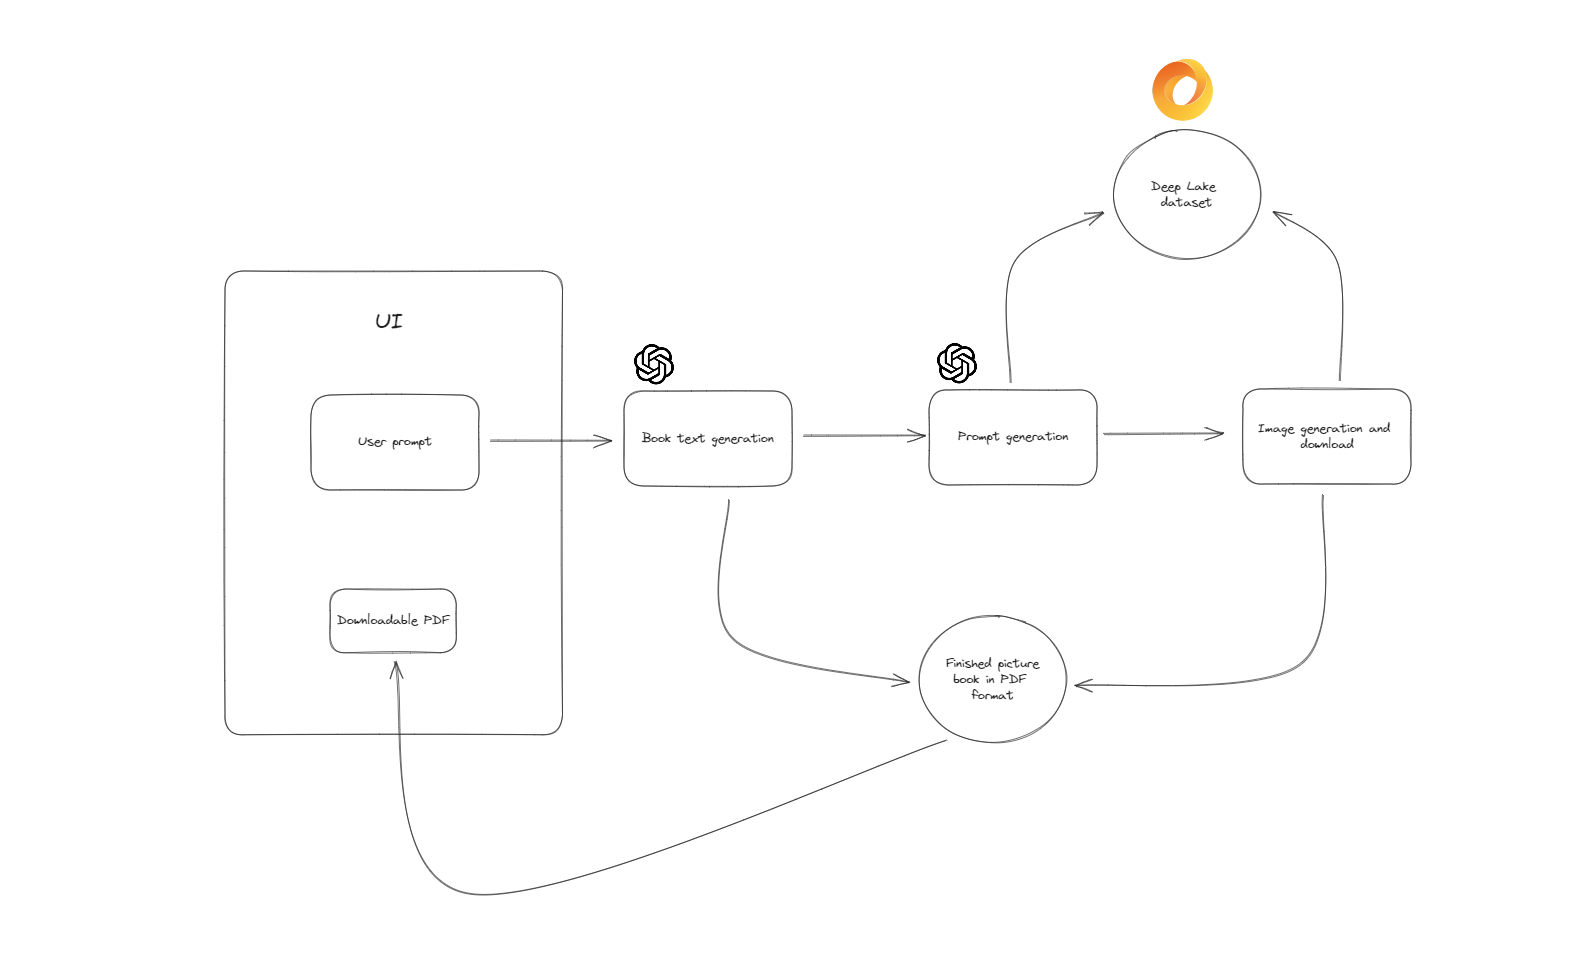 Deep Lake
dataset
UI
User prompt
Book text generation
Prompt generation
Image generation and
download
Downloadable PDF
Finished picture
book in PDF
format